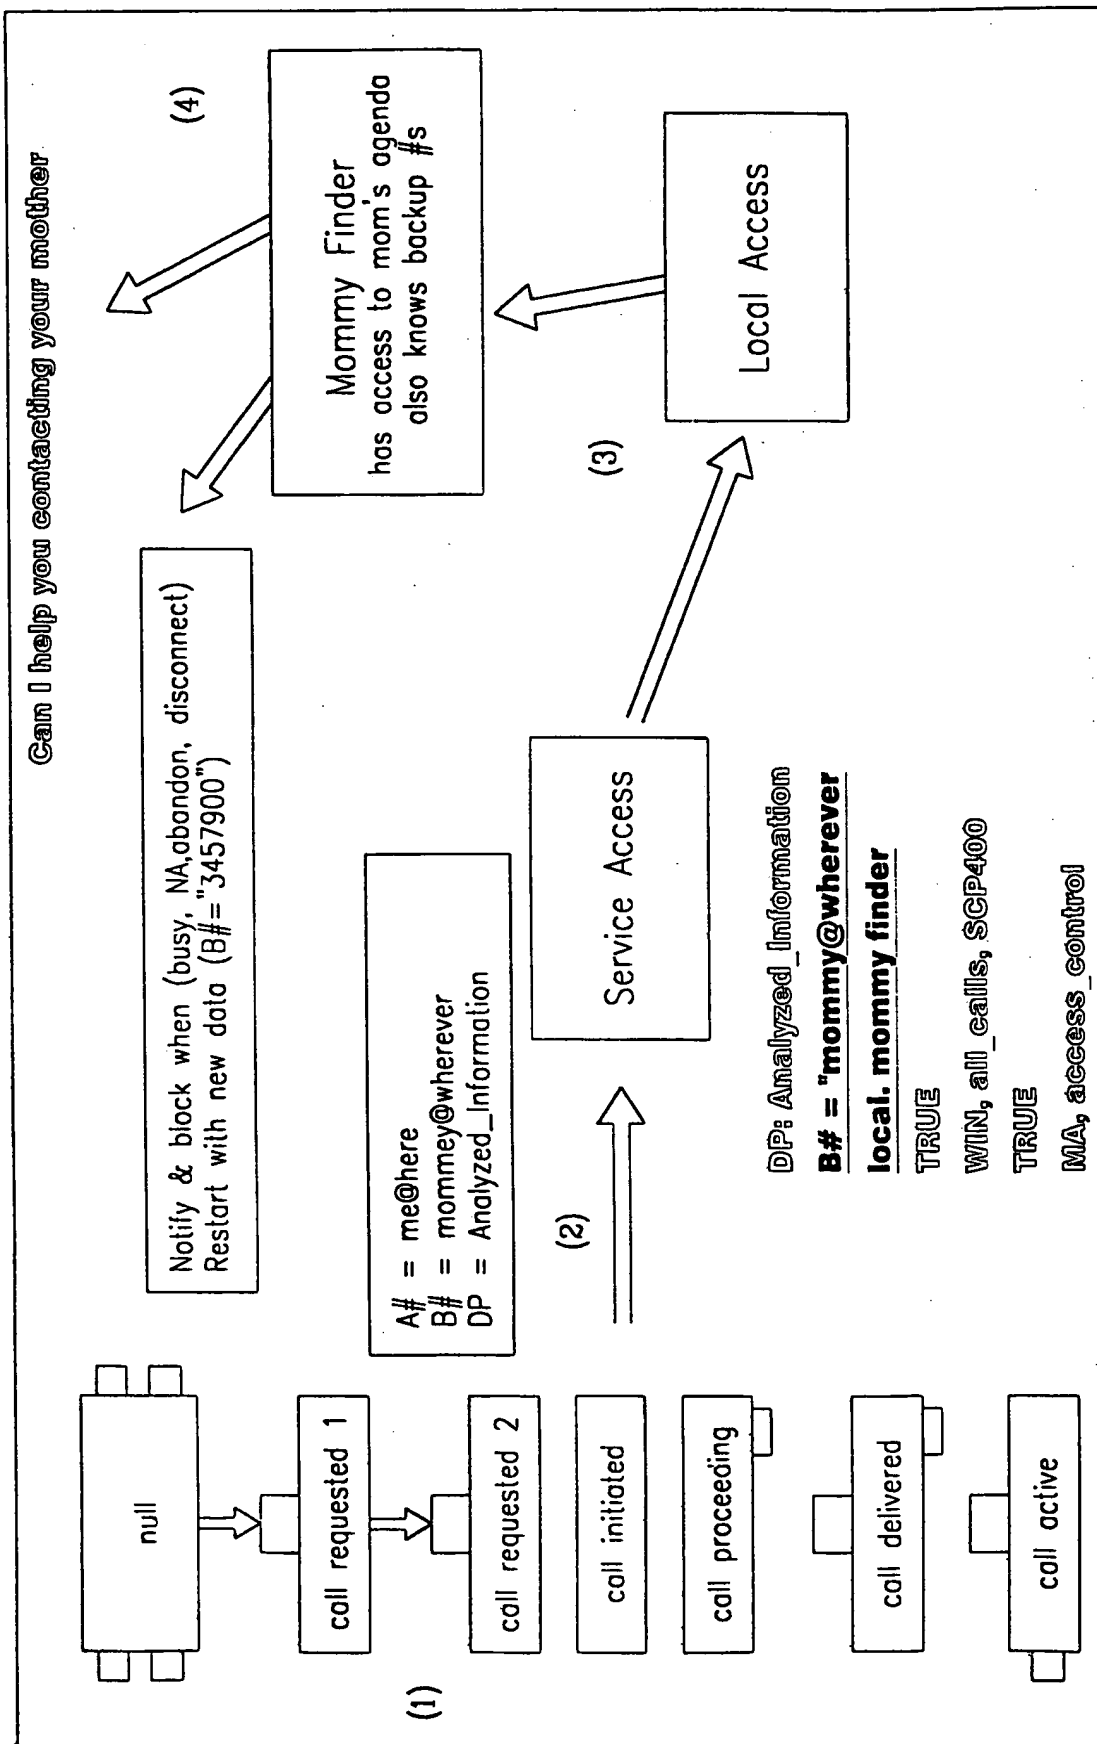 Can I help you contacting your mother
(1)
null
call requested 1
call requested 2
call initiated
call proceeding
call delivered
call active
Notify & block when (busy, NA,abandon, disconnect)
Restart with new data (B#="3457900")
A# = me@here
B# = mommey@wherever
DP = Analyzed_Information
(2)
Service Access
DP: Analyzed_Information
B# = "mommy@wherever
local. mommy finder
TRUE
WIN, all_calls, SCP400
TRUE
MA, access_control
(3)
Local Access
(4)
Mommy Finder
has access to mom's agenda
also knows backup #s